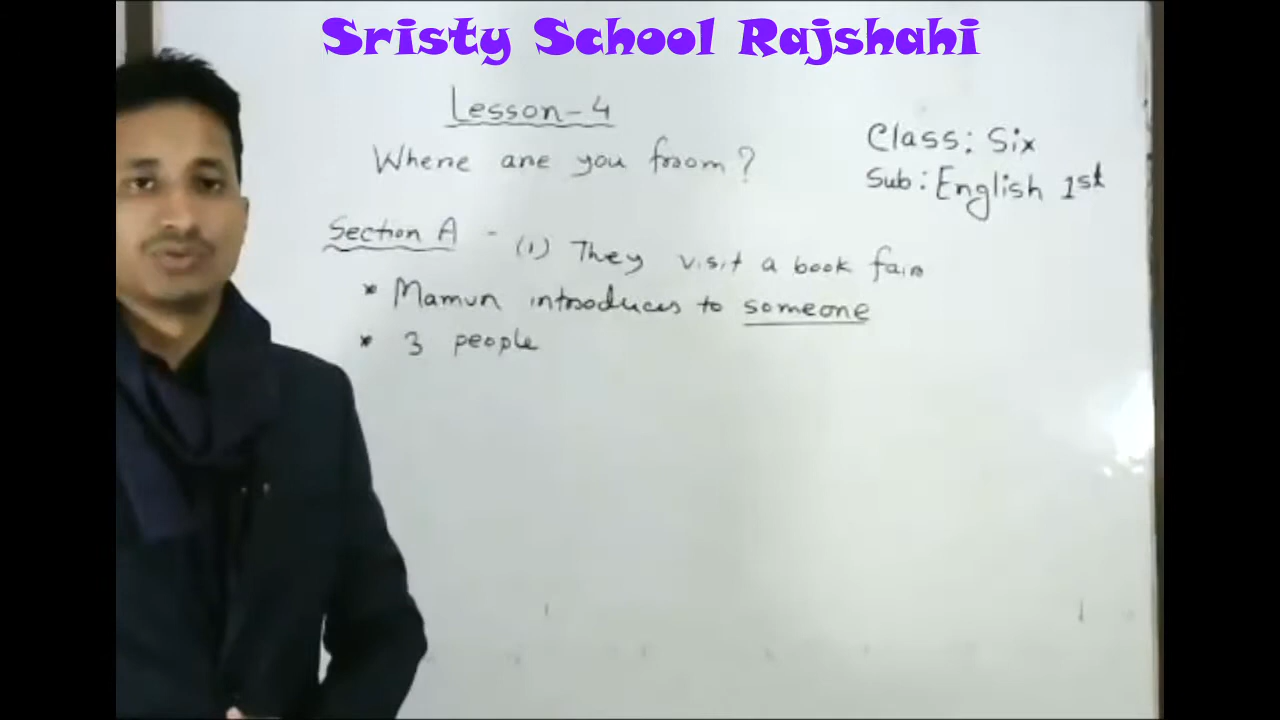 Sristy School Rajshahi
Lesson-4
Where are you from?
Class: Six
Sub: English 1st
Section A - (1) They visit a book fair
* Mamun introduces to someone
* 3 people